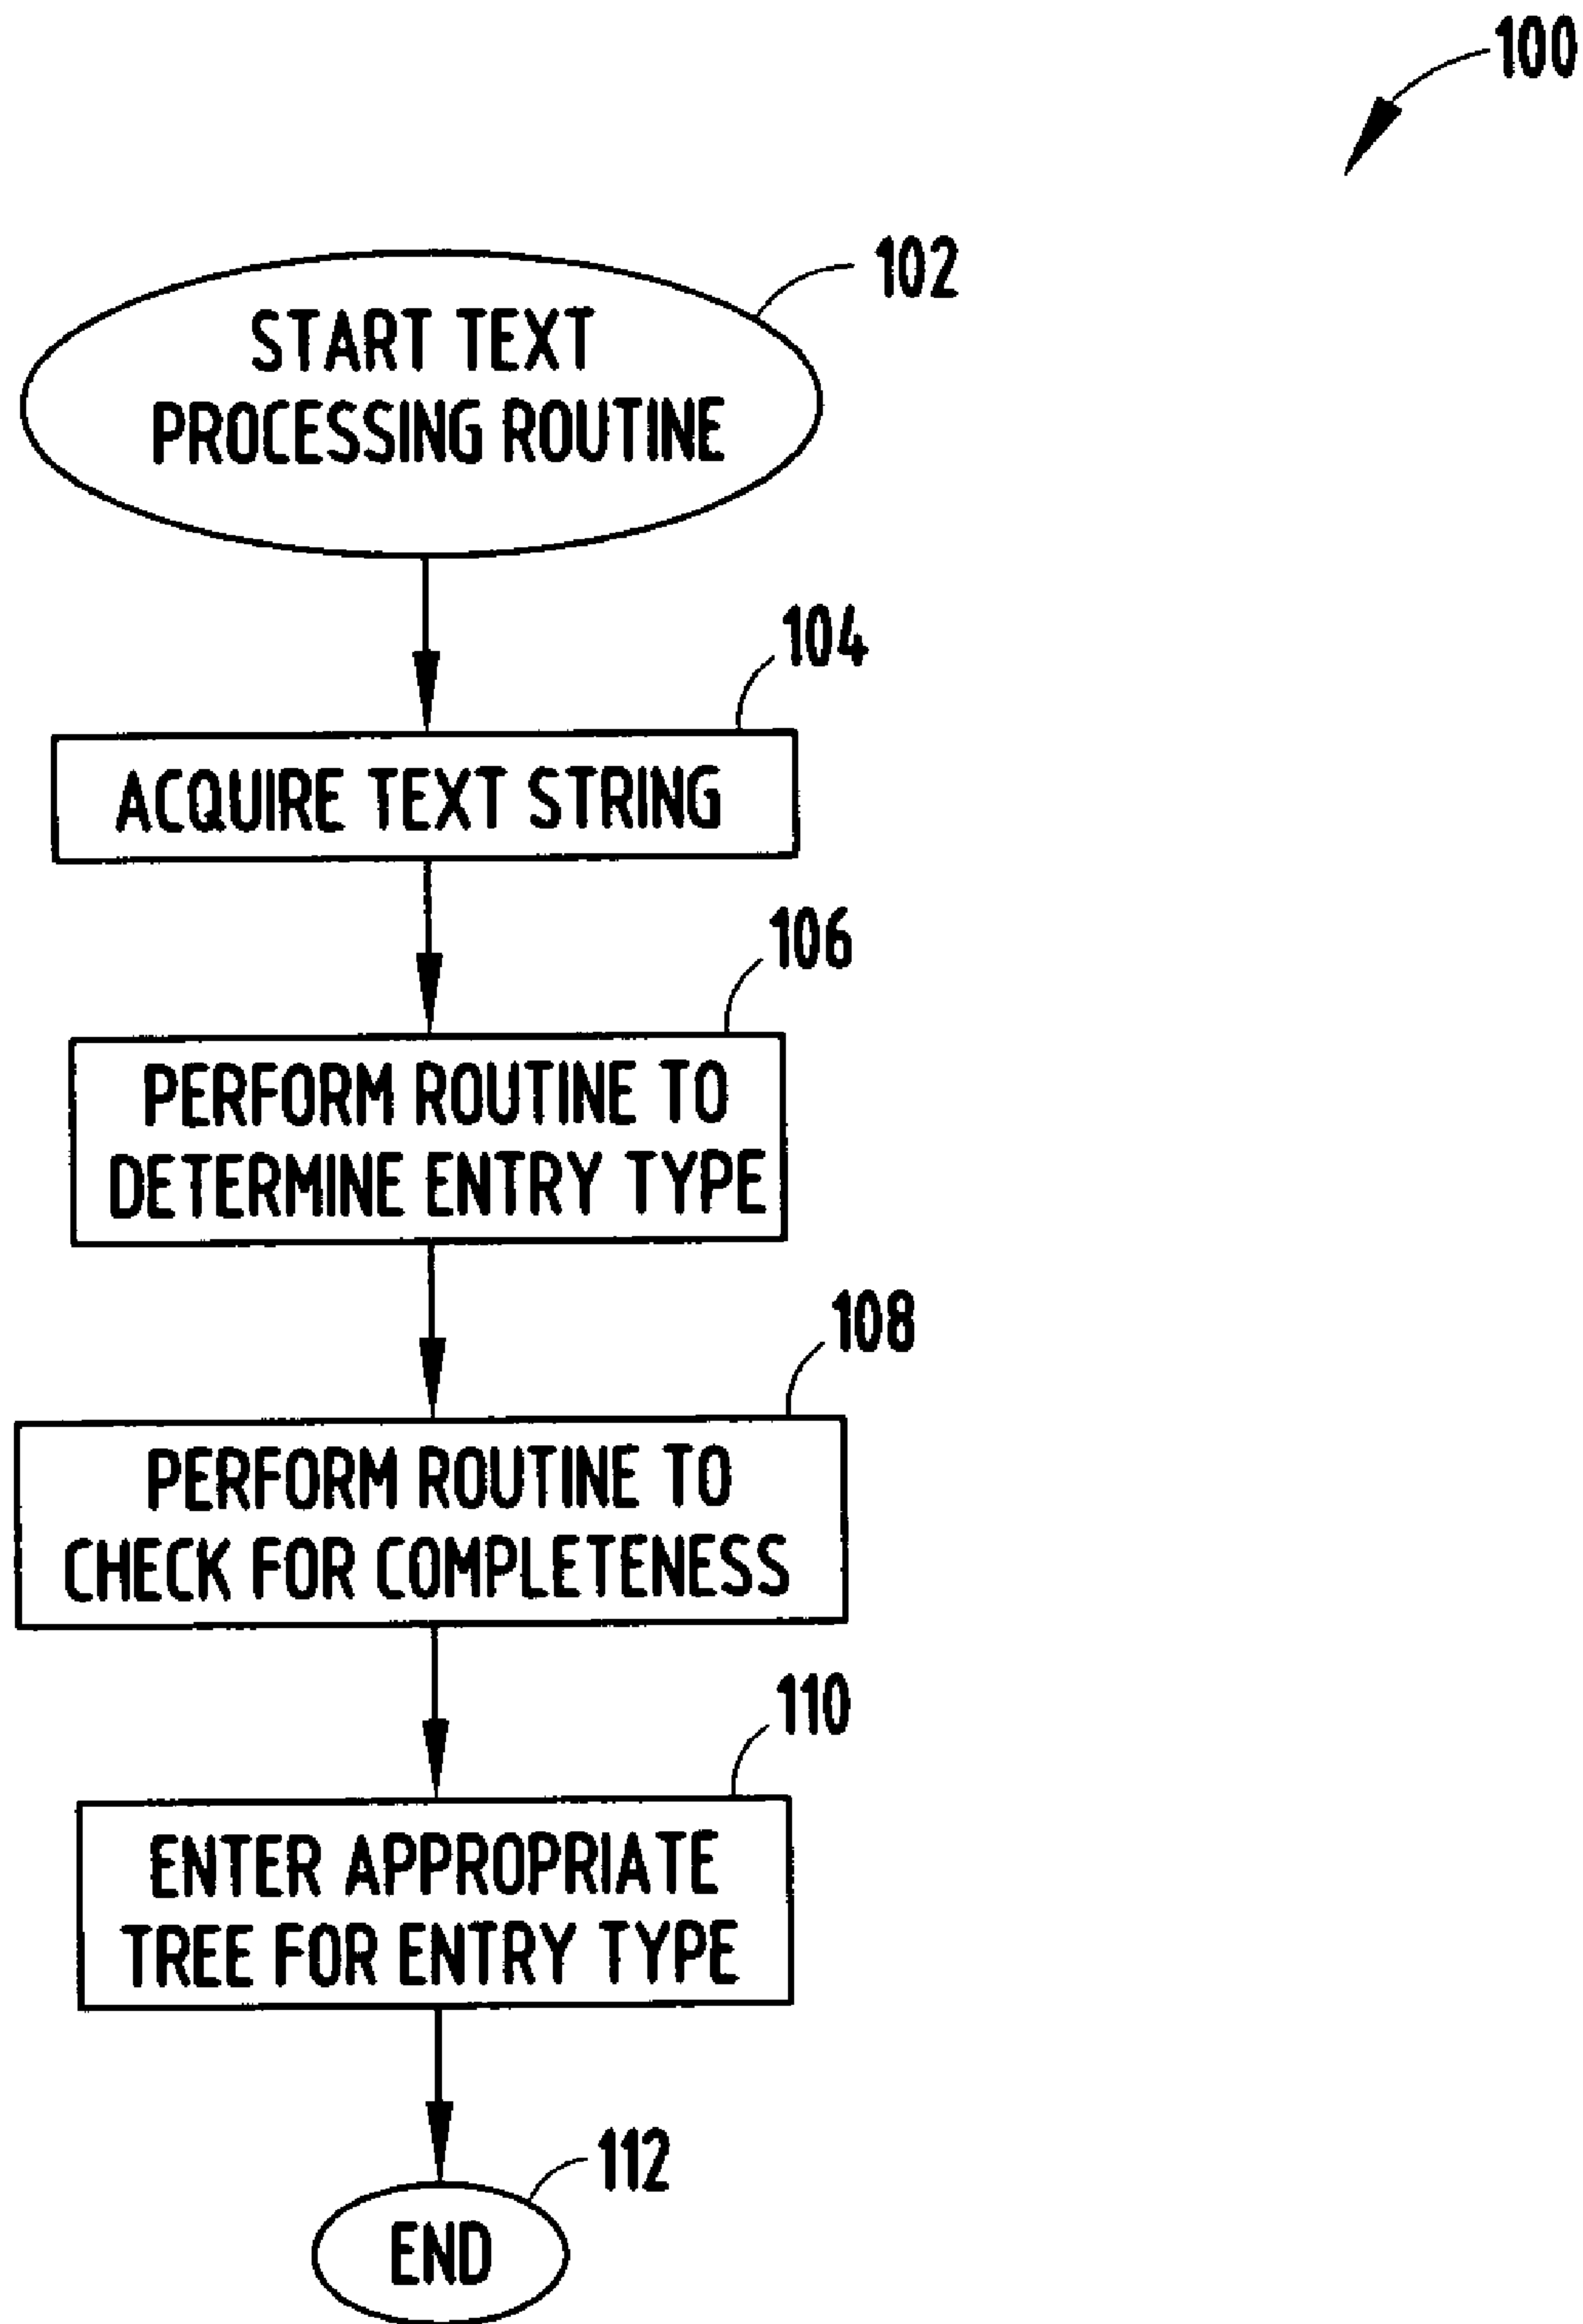 100
102
START TEXT
PROCESSING ROUTINE
104
ACQUIRE TEXT STRING
106
PERFORM ROUTINE TO
DETERMINE ENTRY TYPE
108
PERFORM ROUTINE TO
CHECK FOR COMPLETENESS
110
ENTER APPROPRIATE
TREE FOR ENTRY TYPE
112
END